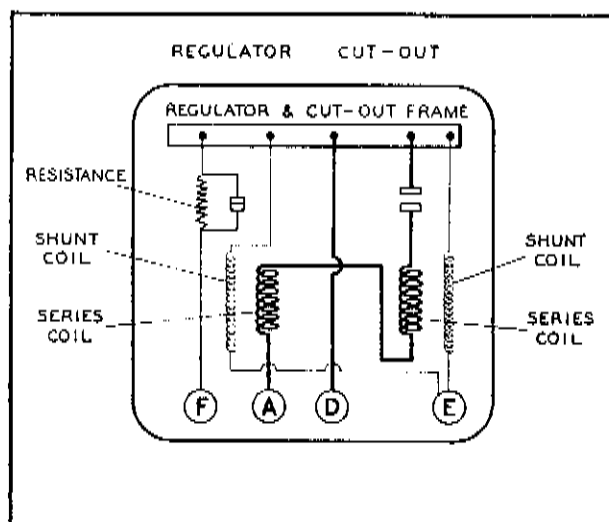 REGULATOR CUT-OUT
REGULATOR & CUT-OUT FRAME
RESISTANCE
SHUNT
COIL
SERIES
COIL
SHUNT
COIL
SERIES
COIL
F A D E